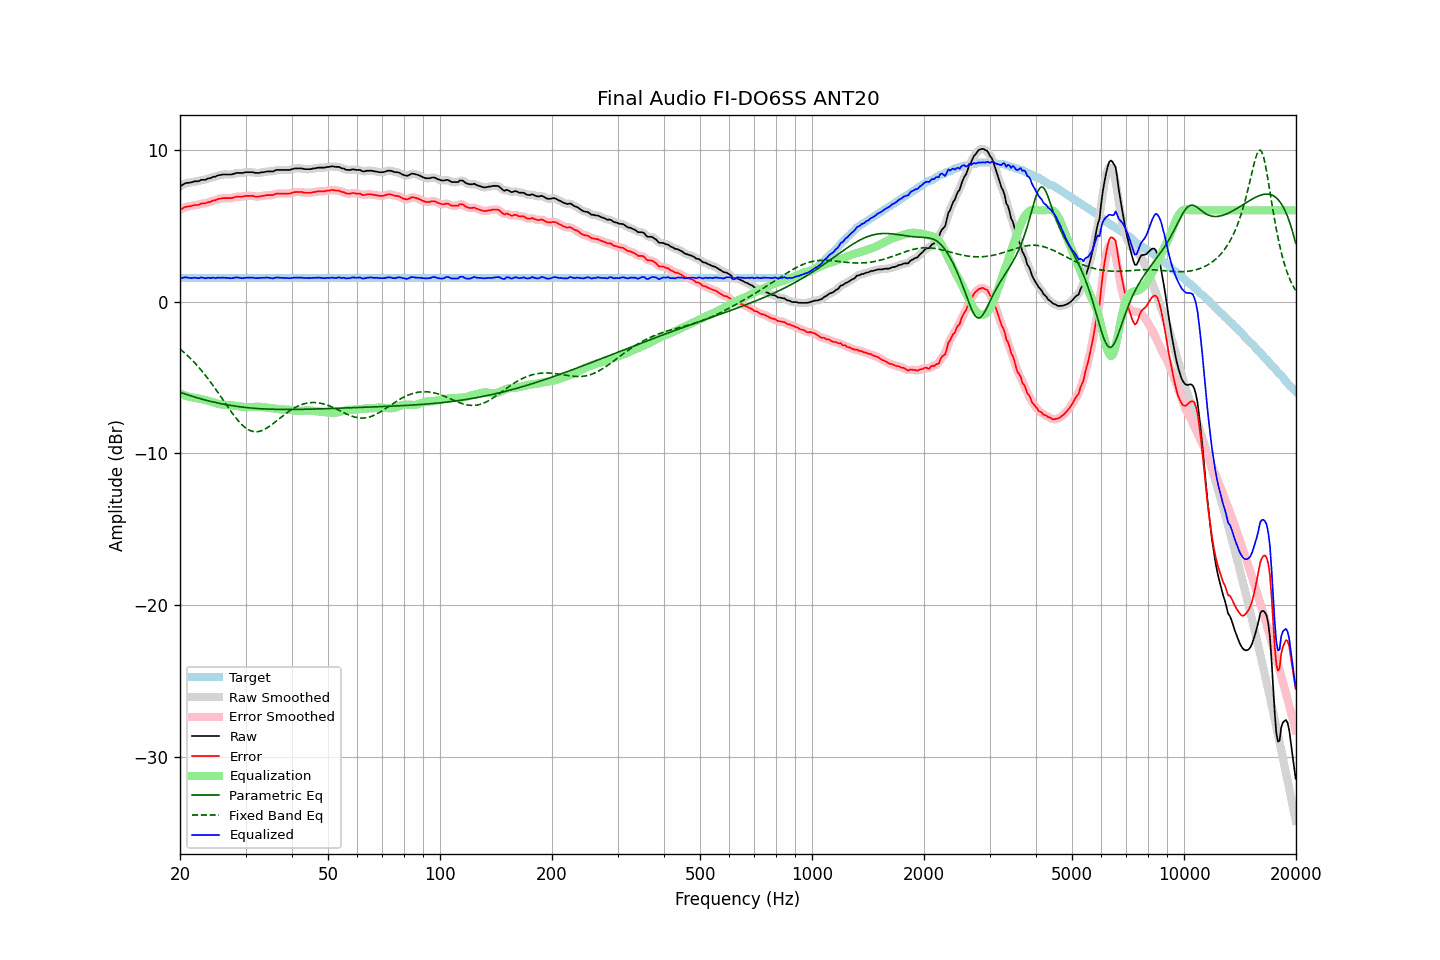 Final Audio FI-DO6SS ANT20
10
0
−10
−20
−30
Amplitude (dBr)
Target
Raw Smoothed
Error Smoothed
Raw
Error
Equalization
Parametric Eq
Fixed Band Eq
Equalized
20 50 100 200 500 1000 2000 5000 10000 20000
Frequency (Hz)